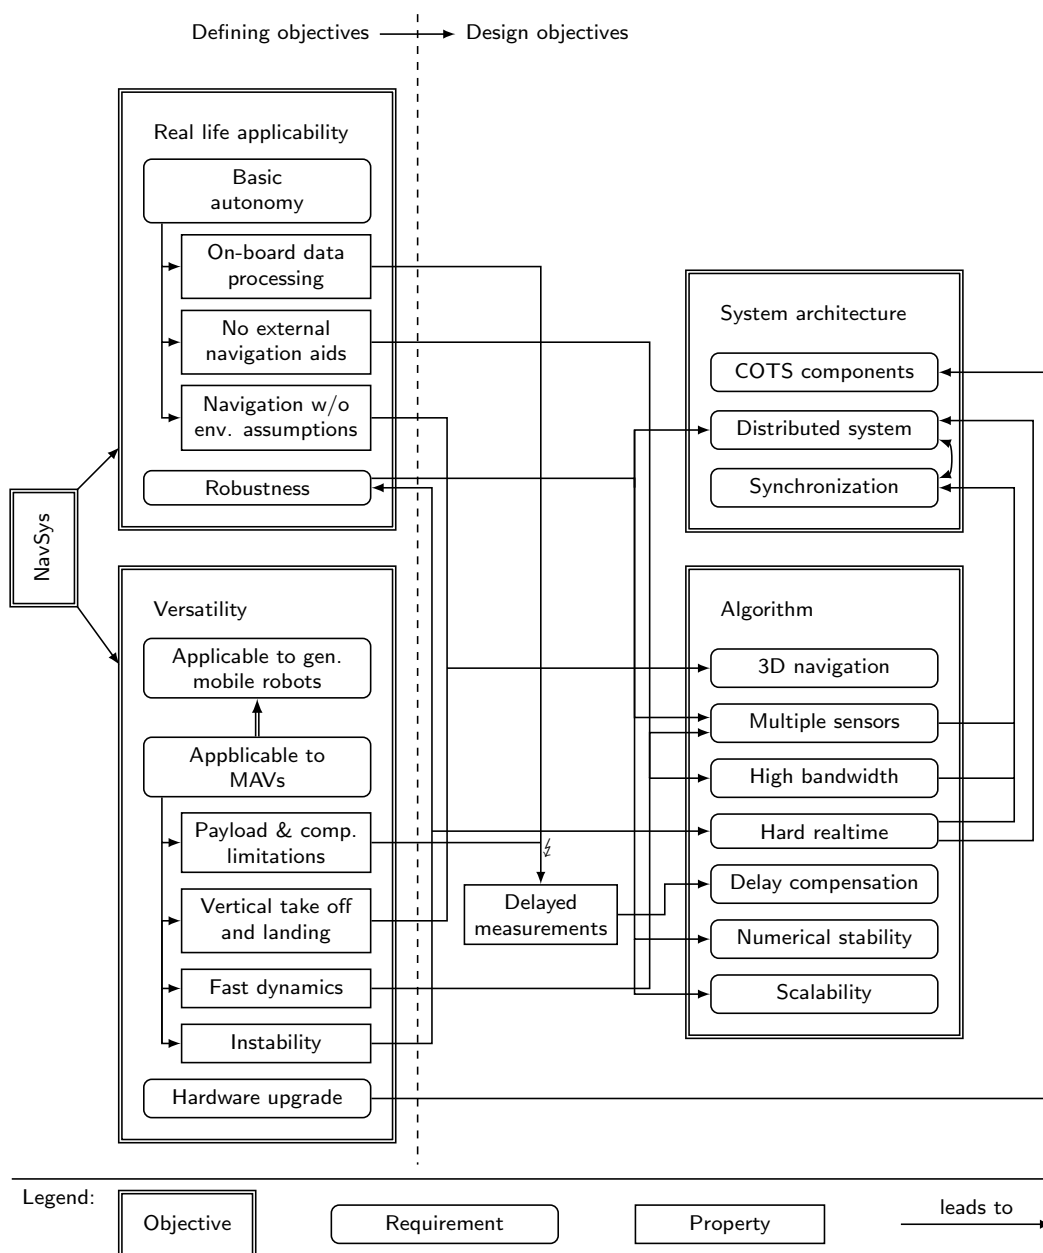 Defining objectives
Design objectives
Real life applicability
Basic
autonomy
On-board data
processing
No external
navigation aids
Navigation w/o
env. assumptions
Robustness
NavSys
Versatility
Applicable to gen.
mobile robots
Appblicable to
MAVs
Payload & comp.
limitations
Vertical take off
and landing
Fast dynamics
Instability
Hardware upgrade
Delayed
measurements
System architecture
COTS components
Distributed system
Synchronization
Algorithm
3D navigation
Multiple sensors
High bandwidth
Hard realtime
Delay compensation
Numerical stability
Scalability
Legend:
Objective
Requirement
Property
leads to